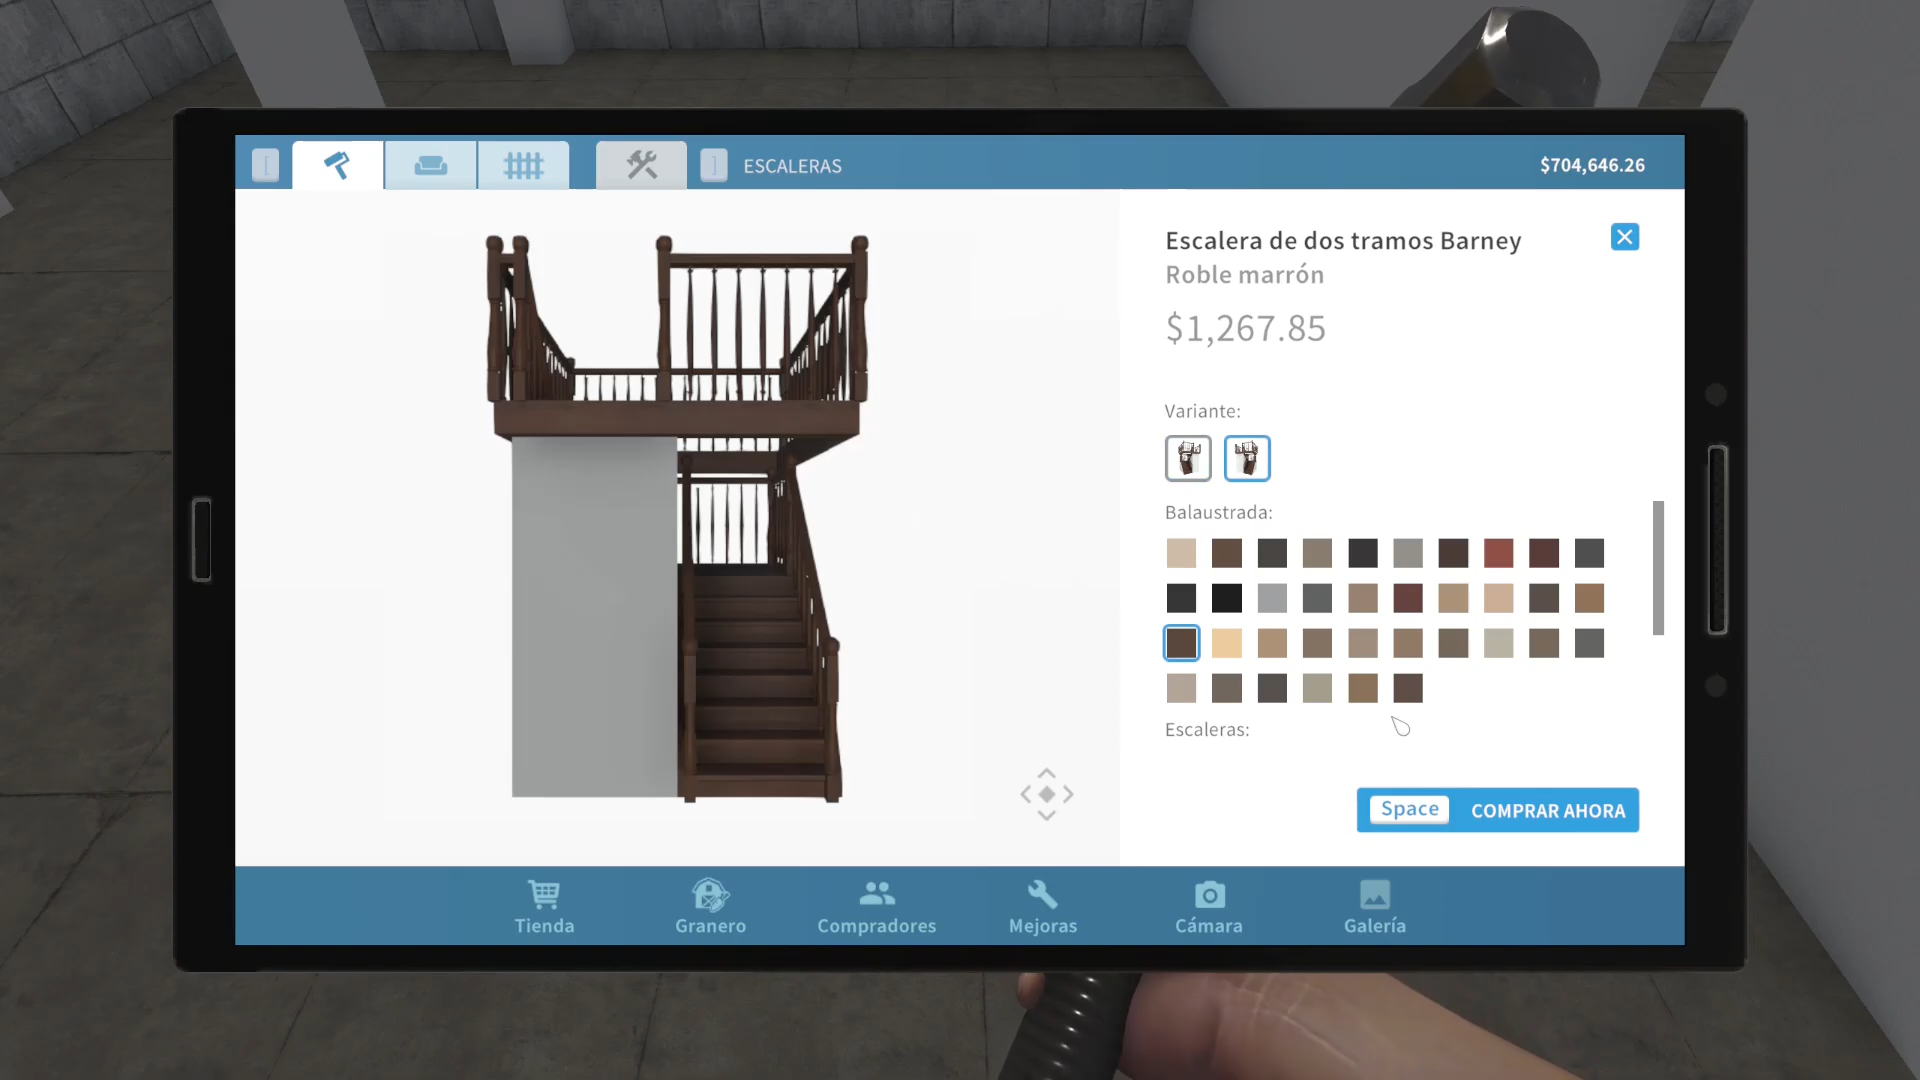 [
]
ESCALERAS
$704,646.26
Escalera de dos tramos Barney
Roble marrón
$1,267.85
Variante:
Balaustrada:
Escaleras:
Space
COMPRAR AHORA
Tienda
Granero
Compradores
Mejoras
Cámara
Galería